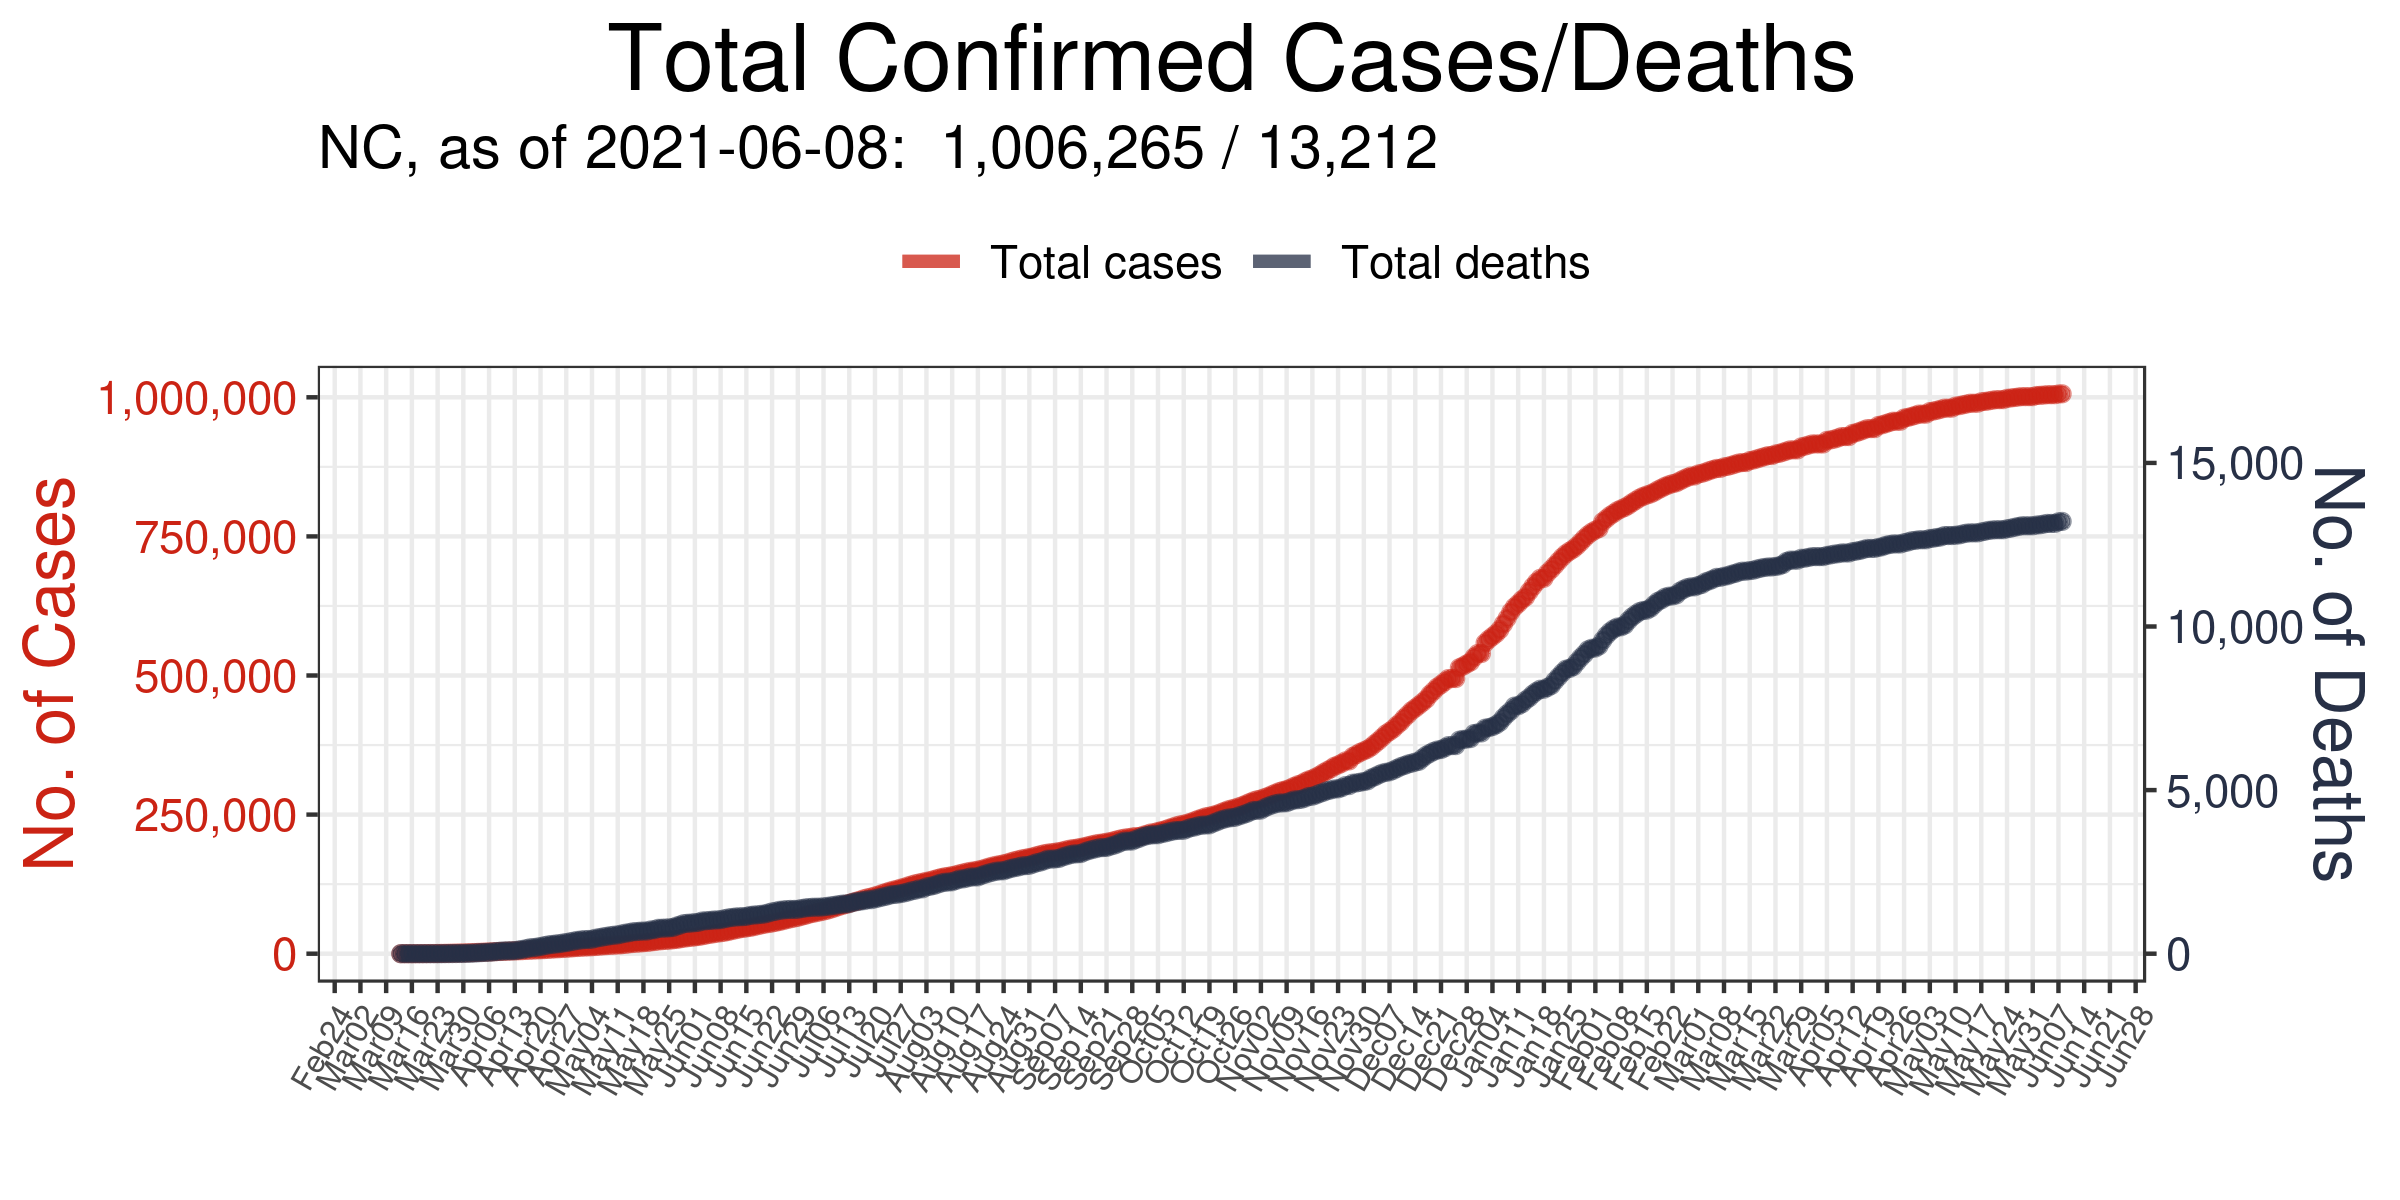 Total Confirmed Cases/Deaths
NC, as of 2021-06-08:  1,006,265 / 13,212
Total cases
Total deaths
No. of Cases
1,000,000
750,000
500,000
250,000
0
15,000
10,000
5,000
0
No. of Deaths
Feb24
Mar02
Mar09
Mar16
Mar23
Mar30
Apr06
Apr13
Apr20
Apr27
May04
May11
May18
May25
Jun01
Jun08
Jun15
Jun22
Jun29
Jul06
Jul13
Jul20
Jul27
Aug03
Aug10
Aug17
Aug24
Aug31
Sep07
Sep14
Sep21
Sep28
Oct05
Oct12
Oct19
Oct26
Nov02
Nov09
Nov16
Nov23
Nov30
Dec07
Dec14
Dec21
Dec28
Jan04
Jan11
Jan18
Jan25
Feb01
Feb08
Feb15
Feb22
Mar01
Mar08
Mar15
Mar22
Mar29
Apr05
Apr12
Apr19
Apr26
May03
May10
May17
May24
May31
Jun07
Jun14
Jun21
Jun28